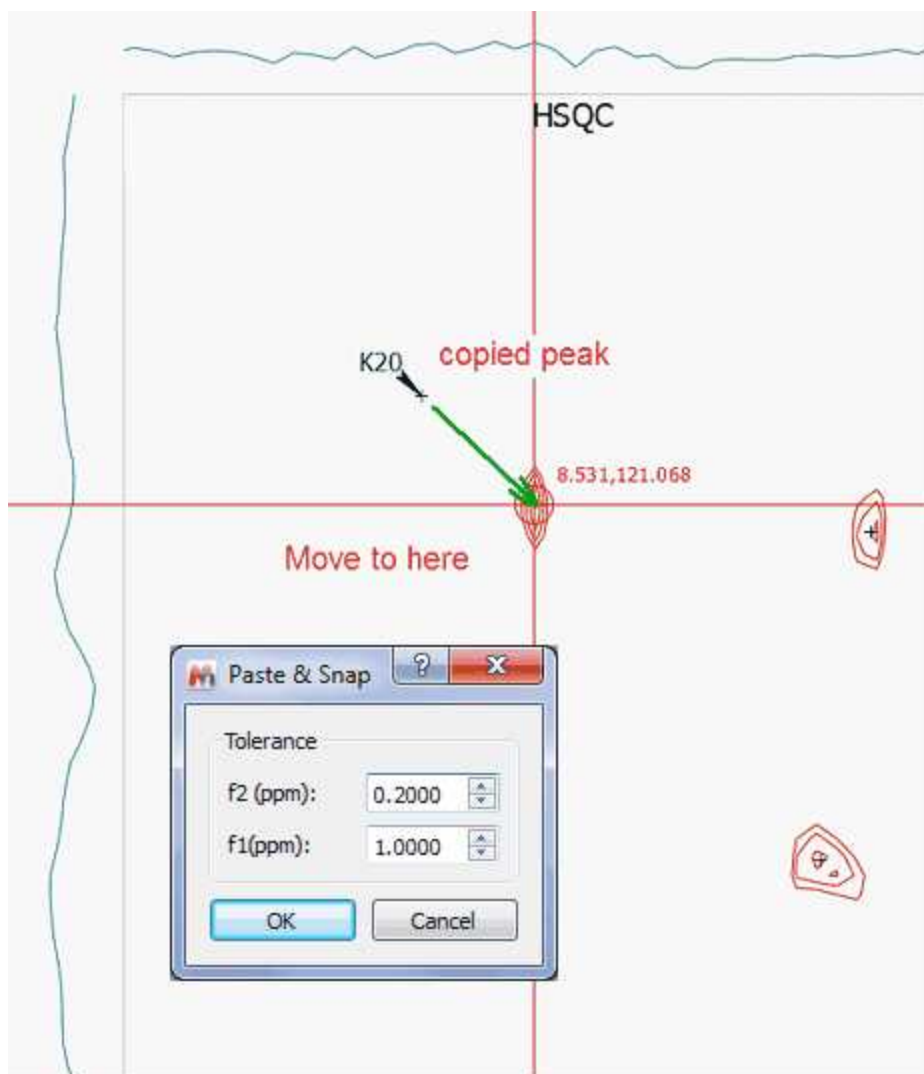 HSQC
K20
copied peak
8.531,121.068
Move to here
Paste & Snap
Tolerance
f2 (ppm):
0.2000
f1(ppm):
1.0000
OK
Cancel